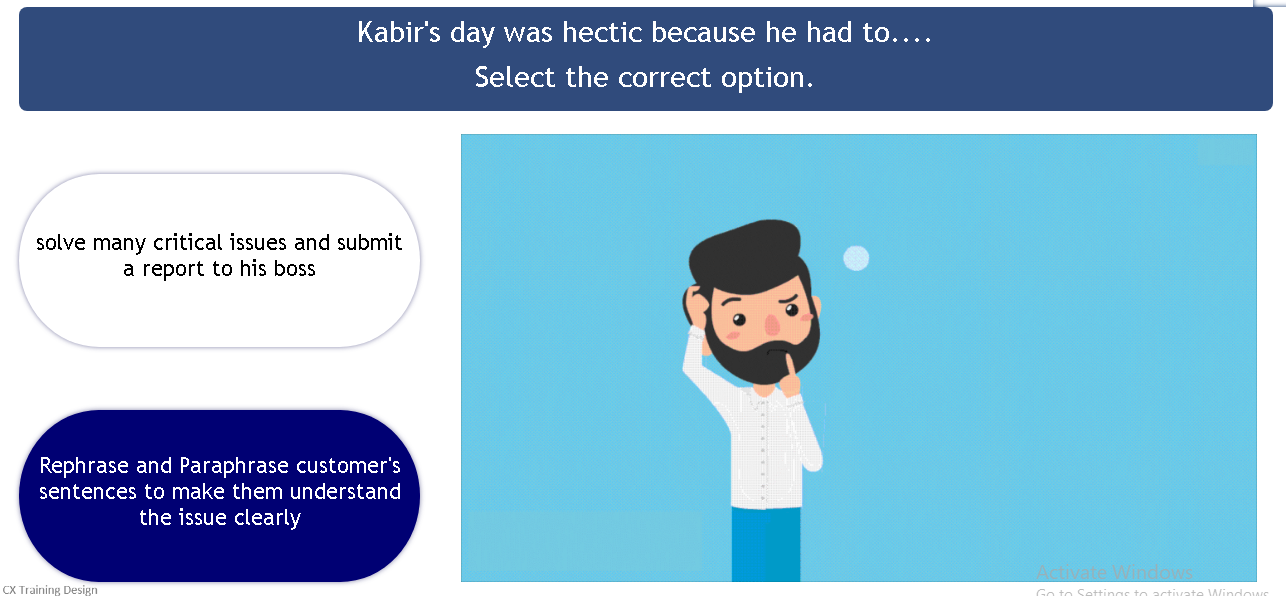 Kabir's day was hectic because he had to....
Select the correct option.
solve many critical issues and submit
a report to his boss
Rephrase and Paraphrase customer's
sentences to make them understand
the issue clearly
CX Training Design
Activate Windows
Go to Settings to activate Windows.